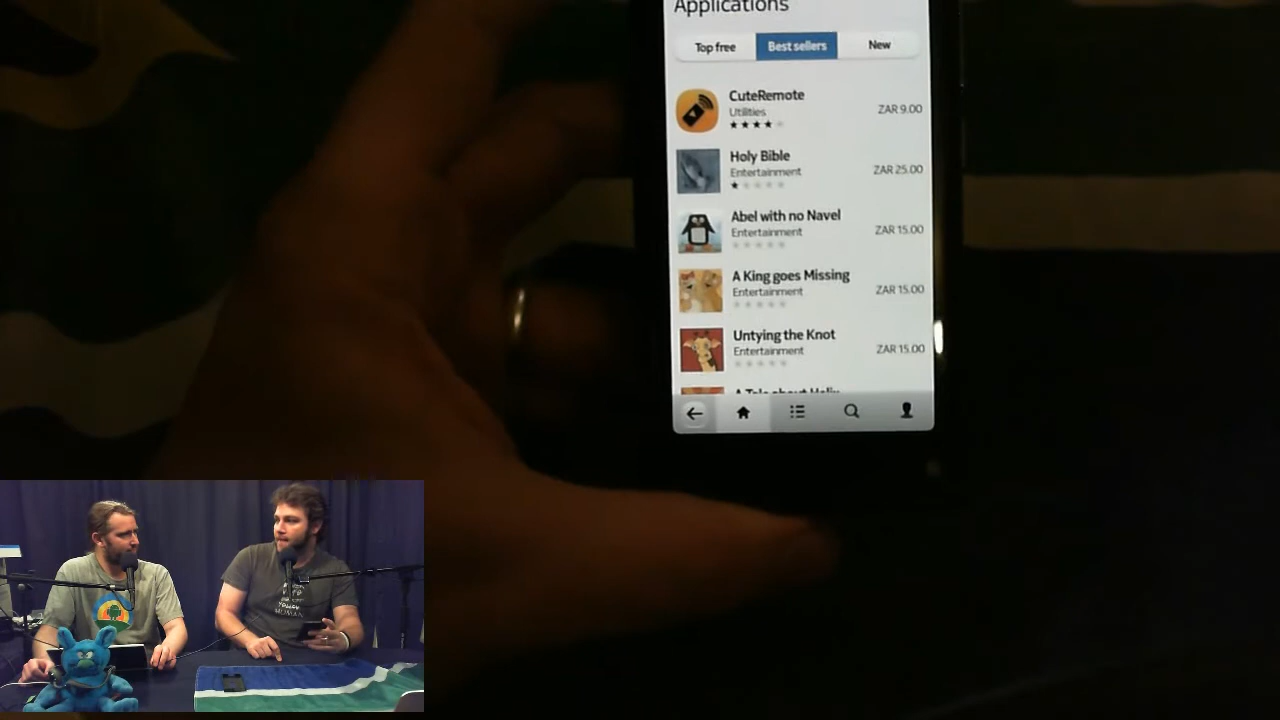 Applications
Top free
Best sellers
New
CuteRemote
Utilities
ZAR 9.00
Holy Bible
Entertainment
ZAR 25.00
Abel with no Navel
Entertainment
ZAR 15.00
A King goes Missing
Entertainment
ZAR 15.00
Untying the Knot
Entertainment
ZAR 15.00